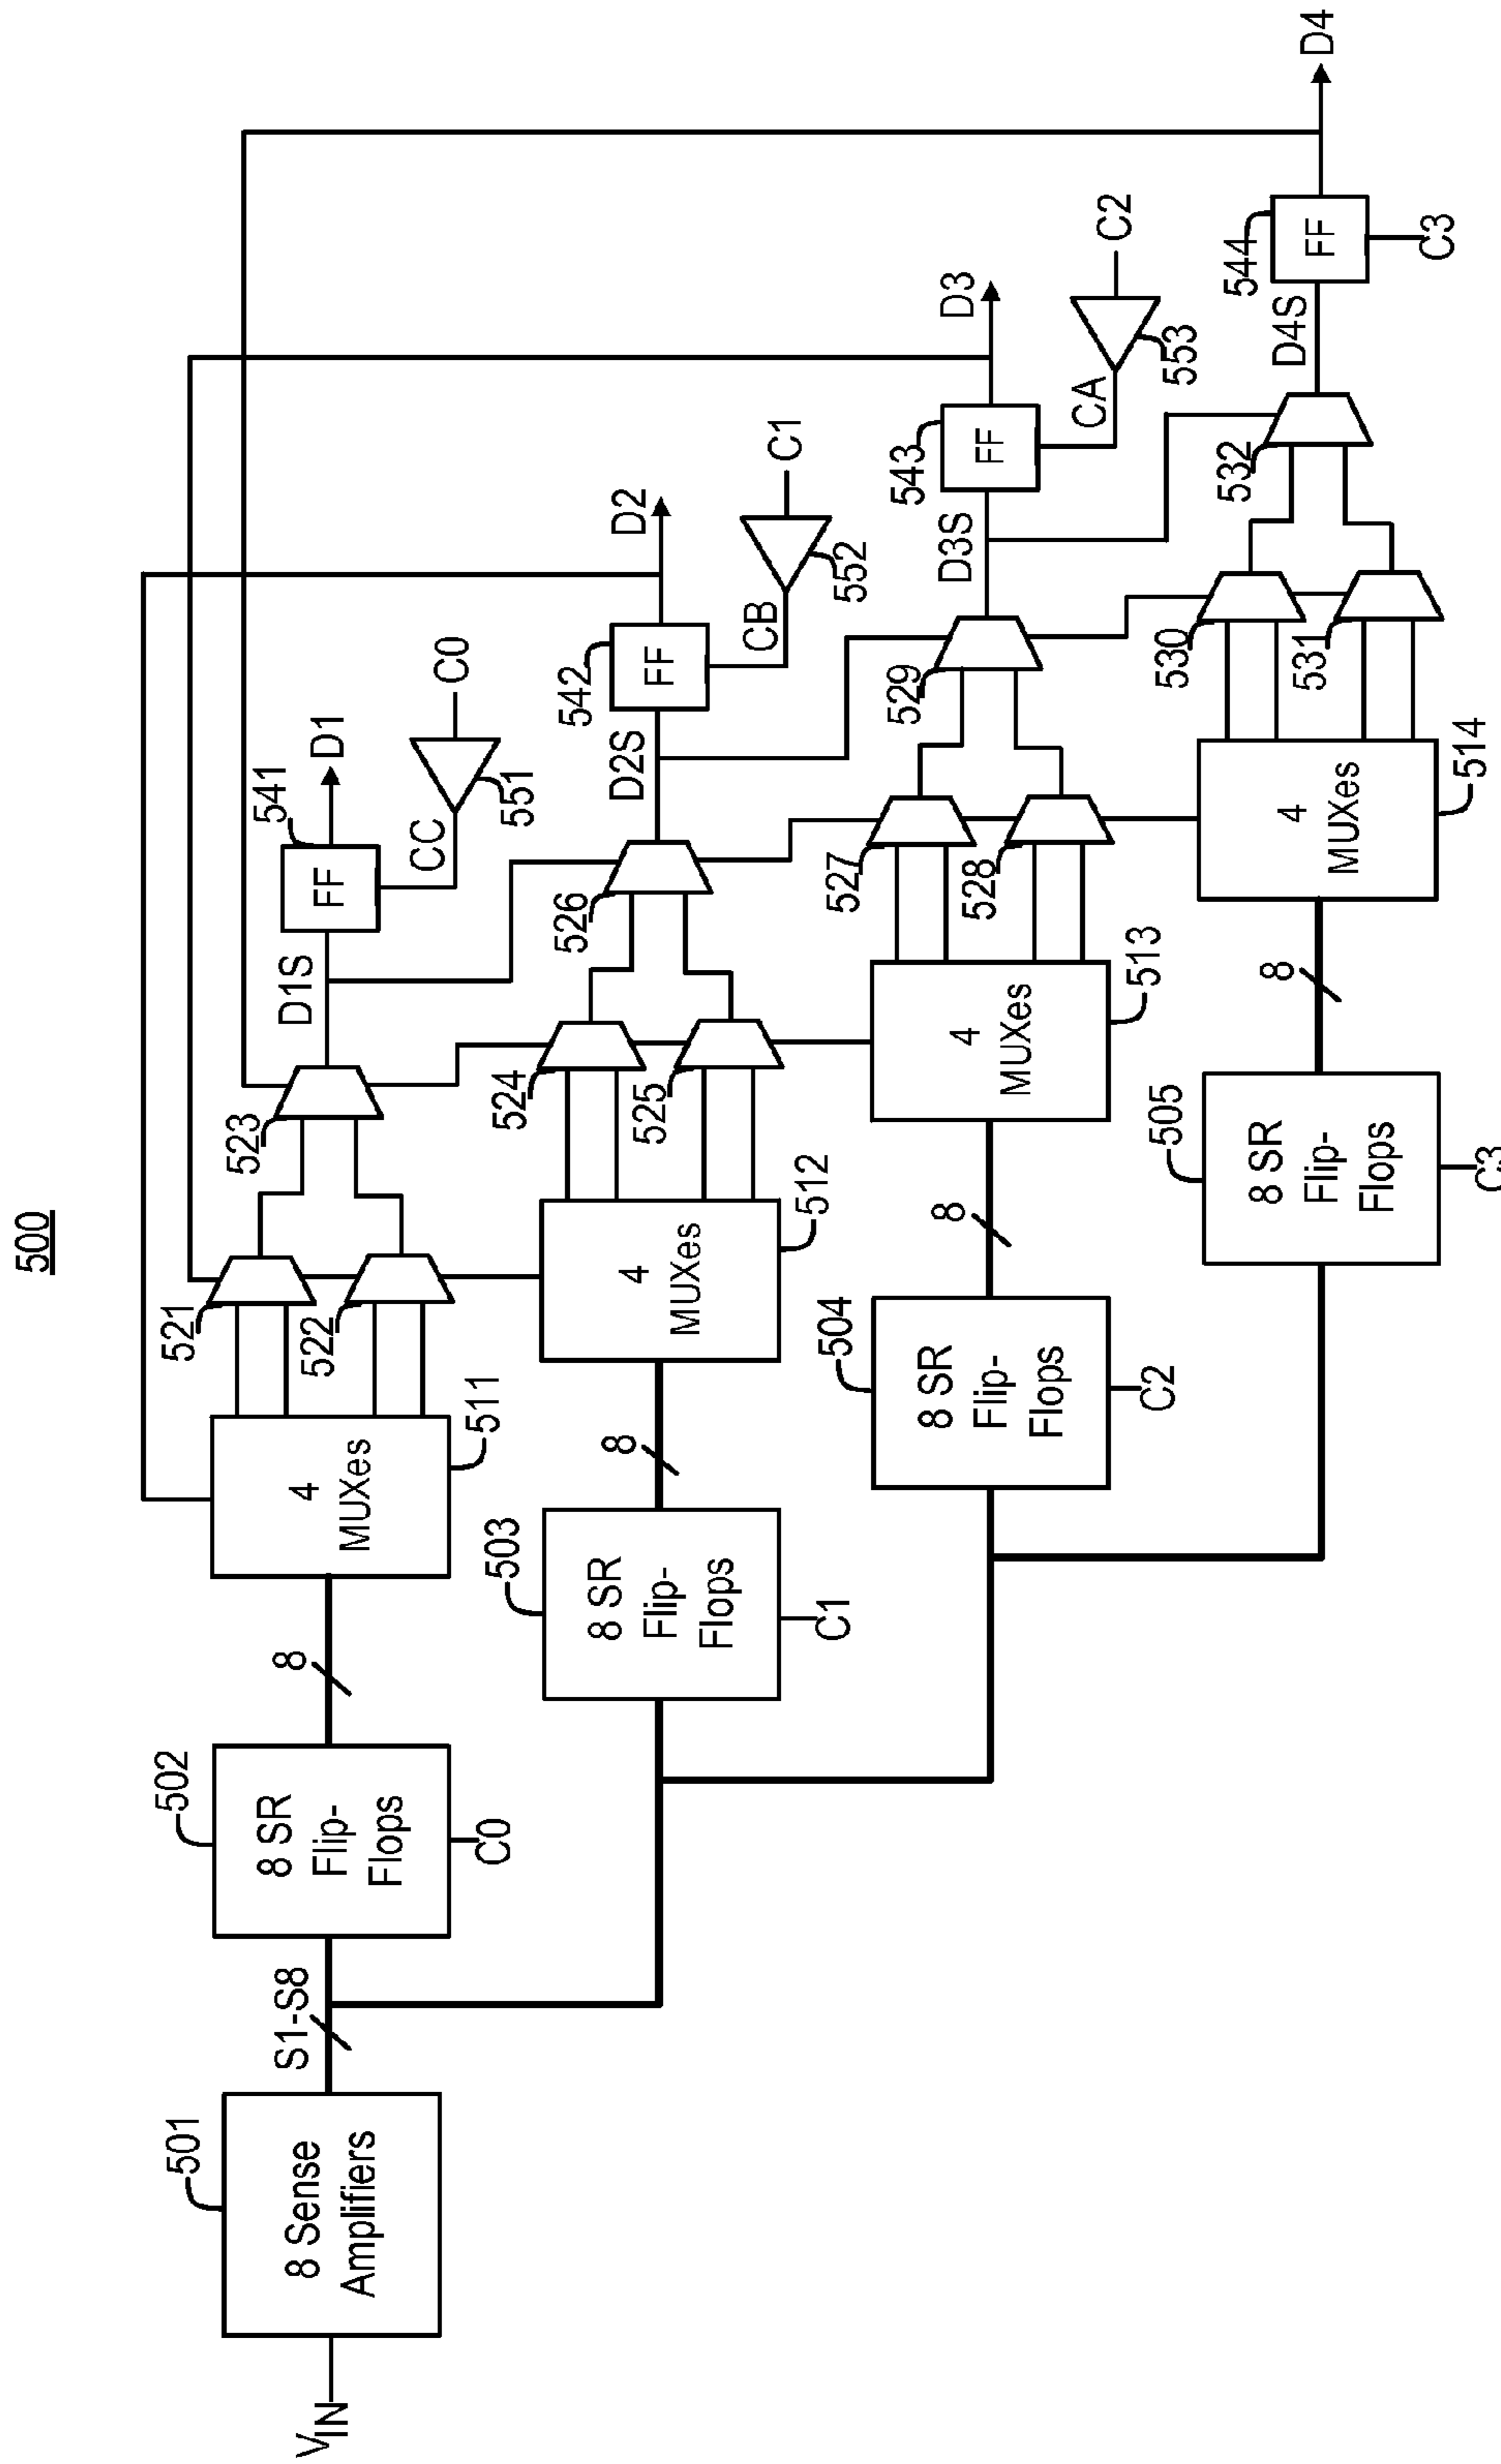 500
V_IN
501
8 Sense
Amplifiers
S1-S8
502
8 SR
Flip-
Flops
C0
8
4
MUXes
511
521
522
523
D1S
541
FF
D1
CC
551
C0
503
8 SR
Flip-
Flops
C1
8
4
MUXes
512
524
525
526
D2S
542
FF
D2
CB
552
C1
504
8 SR
Flip-
Flops
C2
8
4
MUXes
513
527
528
529
D3S
543
FF
D3
CA
553
C2
505
8 SR
Flip-
Flops
C3
8
4
MUXes
514
530
531
532
D4S
544
FF
D4
C3